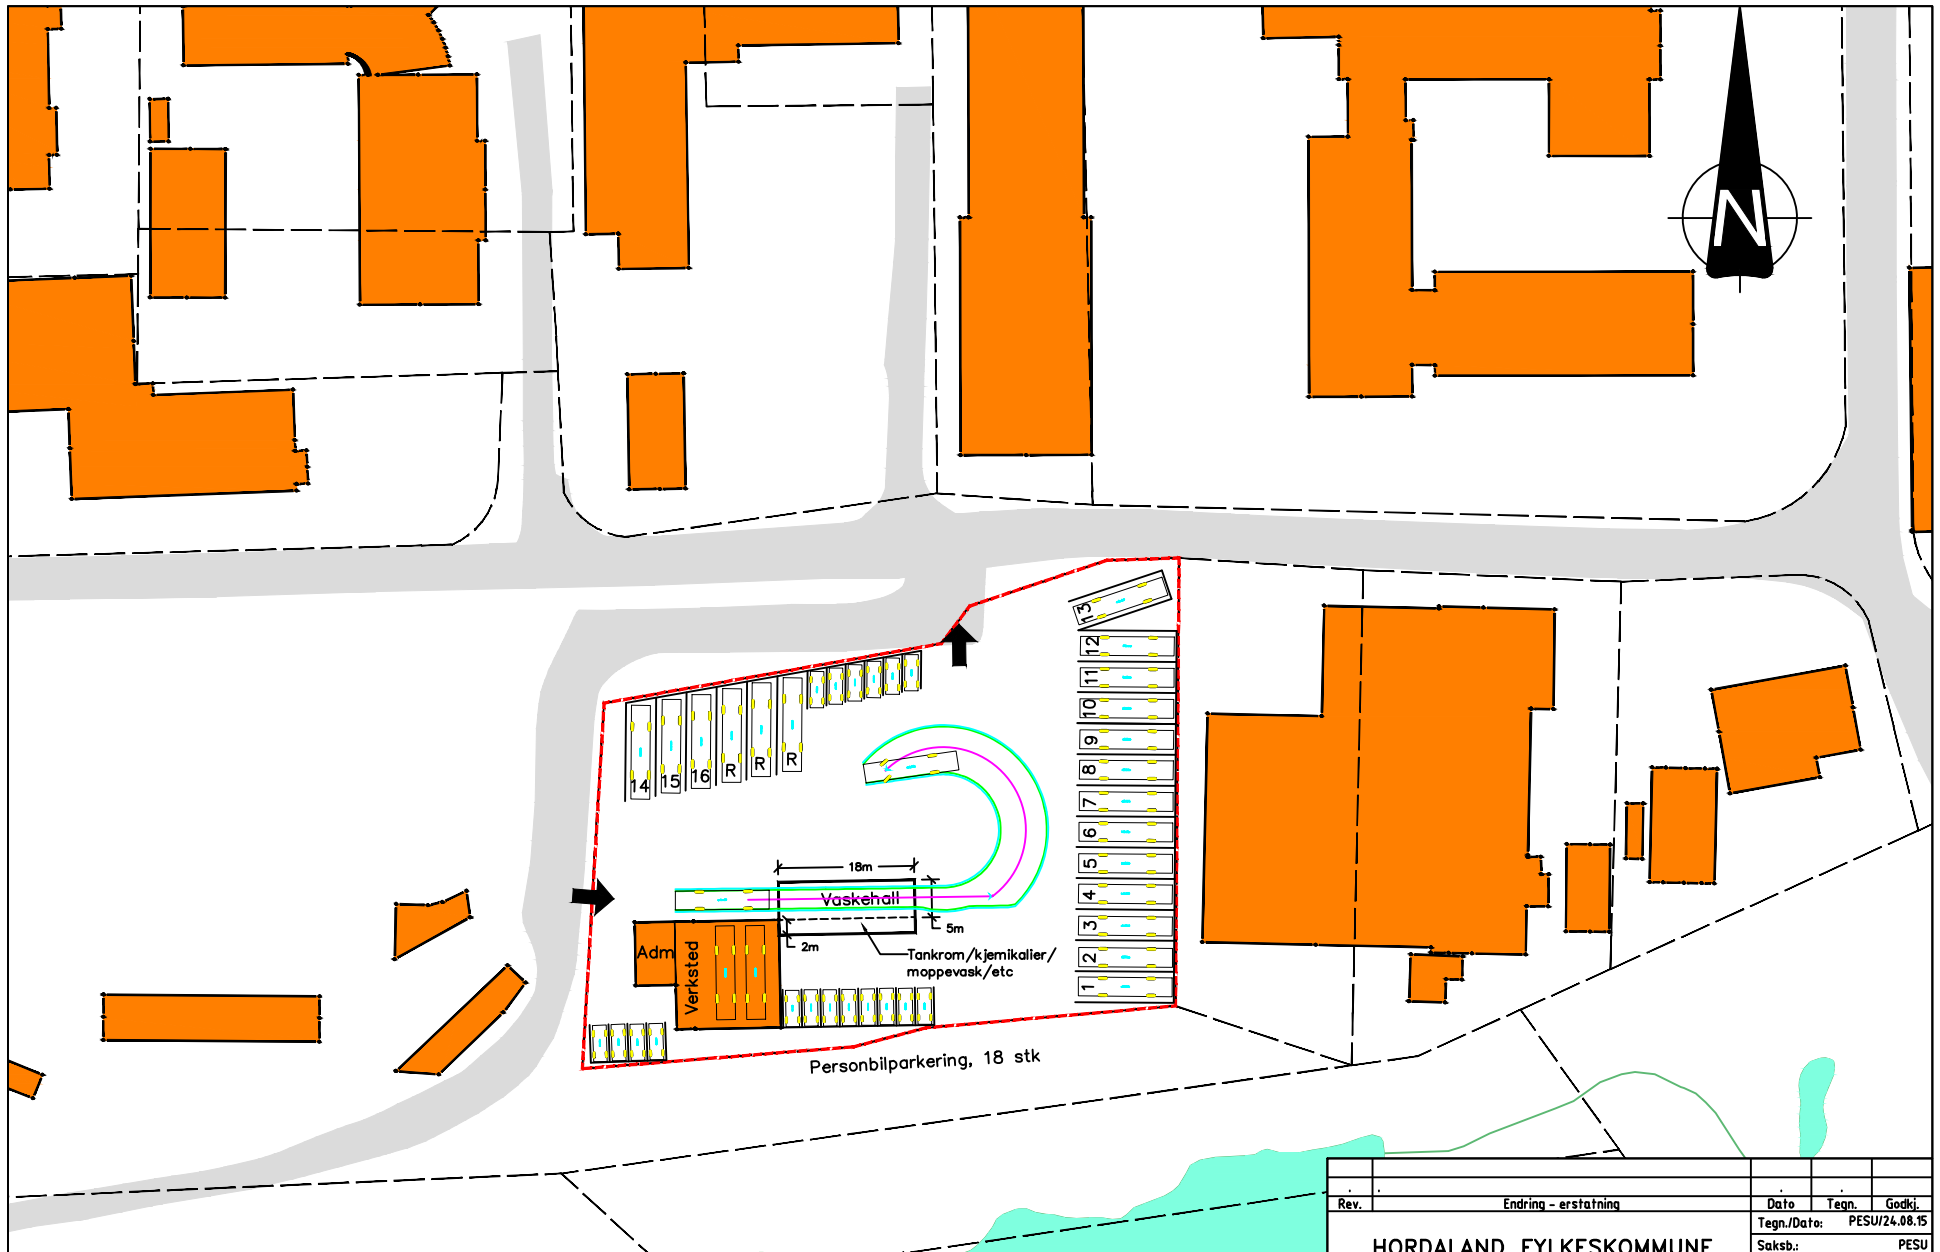 N
13
12
11
10
9
8
7
6
5
4
3
2
1
14
15
16
R
R
R
18m
Vaskehall
5m
2m
Adm
Verksted
Tankrom/kjemikalier/
moppevask/etc
Personbilparkering, 18 stk
Rev. Endring - erstatning Dato Tegn. Godkj.
Tegn./Dato: PESU/24.08.15
HORDALAND FYLKESKOMMUNE
Saksb.: PESU